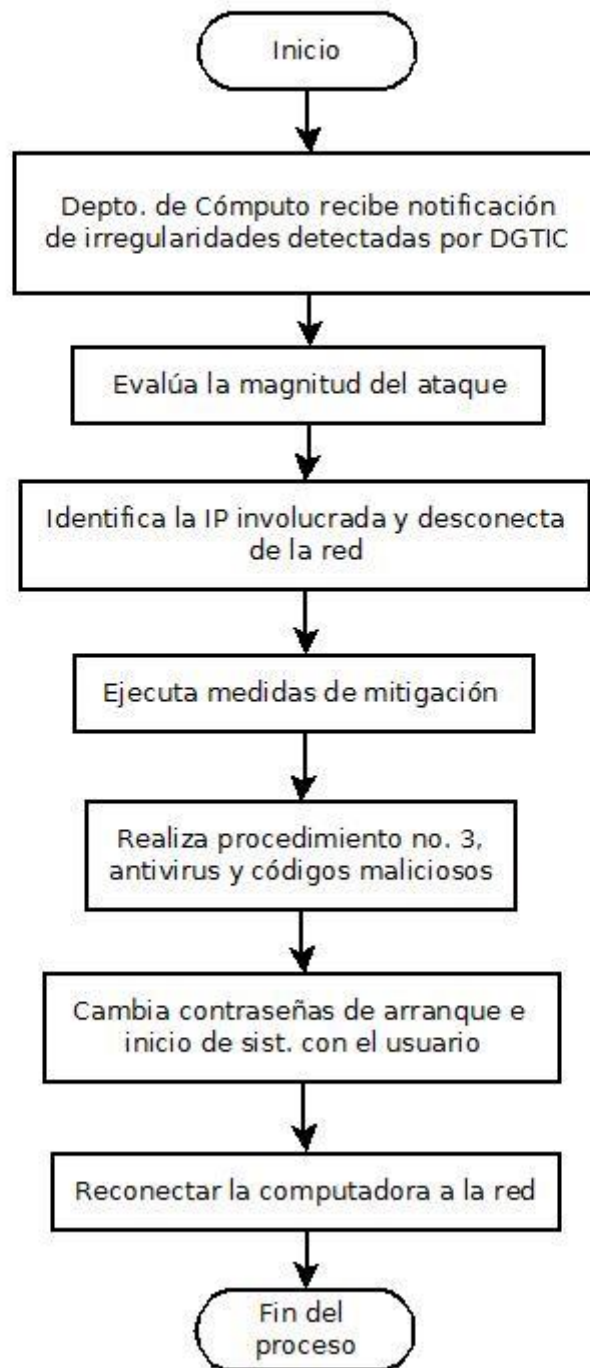 Inicio
Depto. de Cómputo recibe notificación
de irregularidades detectadas por DGTIC
Evalúa la magnitud del ataque
Identifica la IP involucrada y desconecta
de la red
Ejecuta medidas de mitigación
Realiza procedimiento no. 3,
antivirus y códigos maliciosos
Cambia contraseñas de arranque e
inicio de sist. con el usuario
Reconectar la computadora a la red
Fin del
proceso